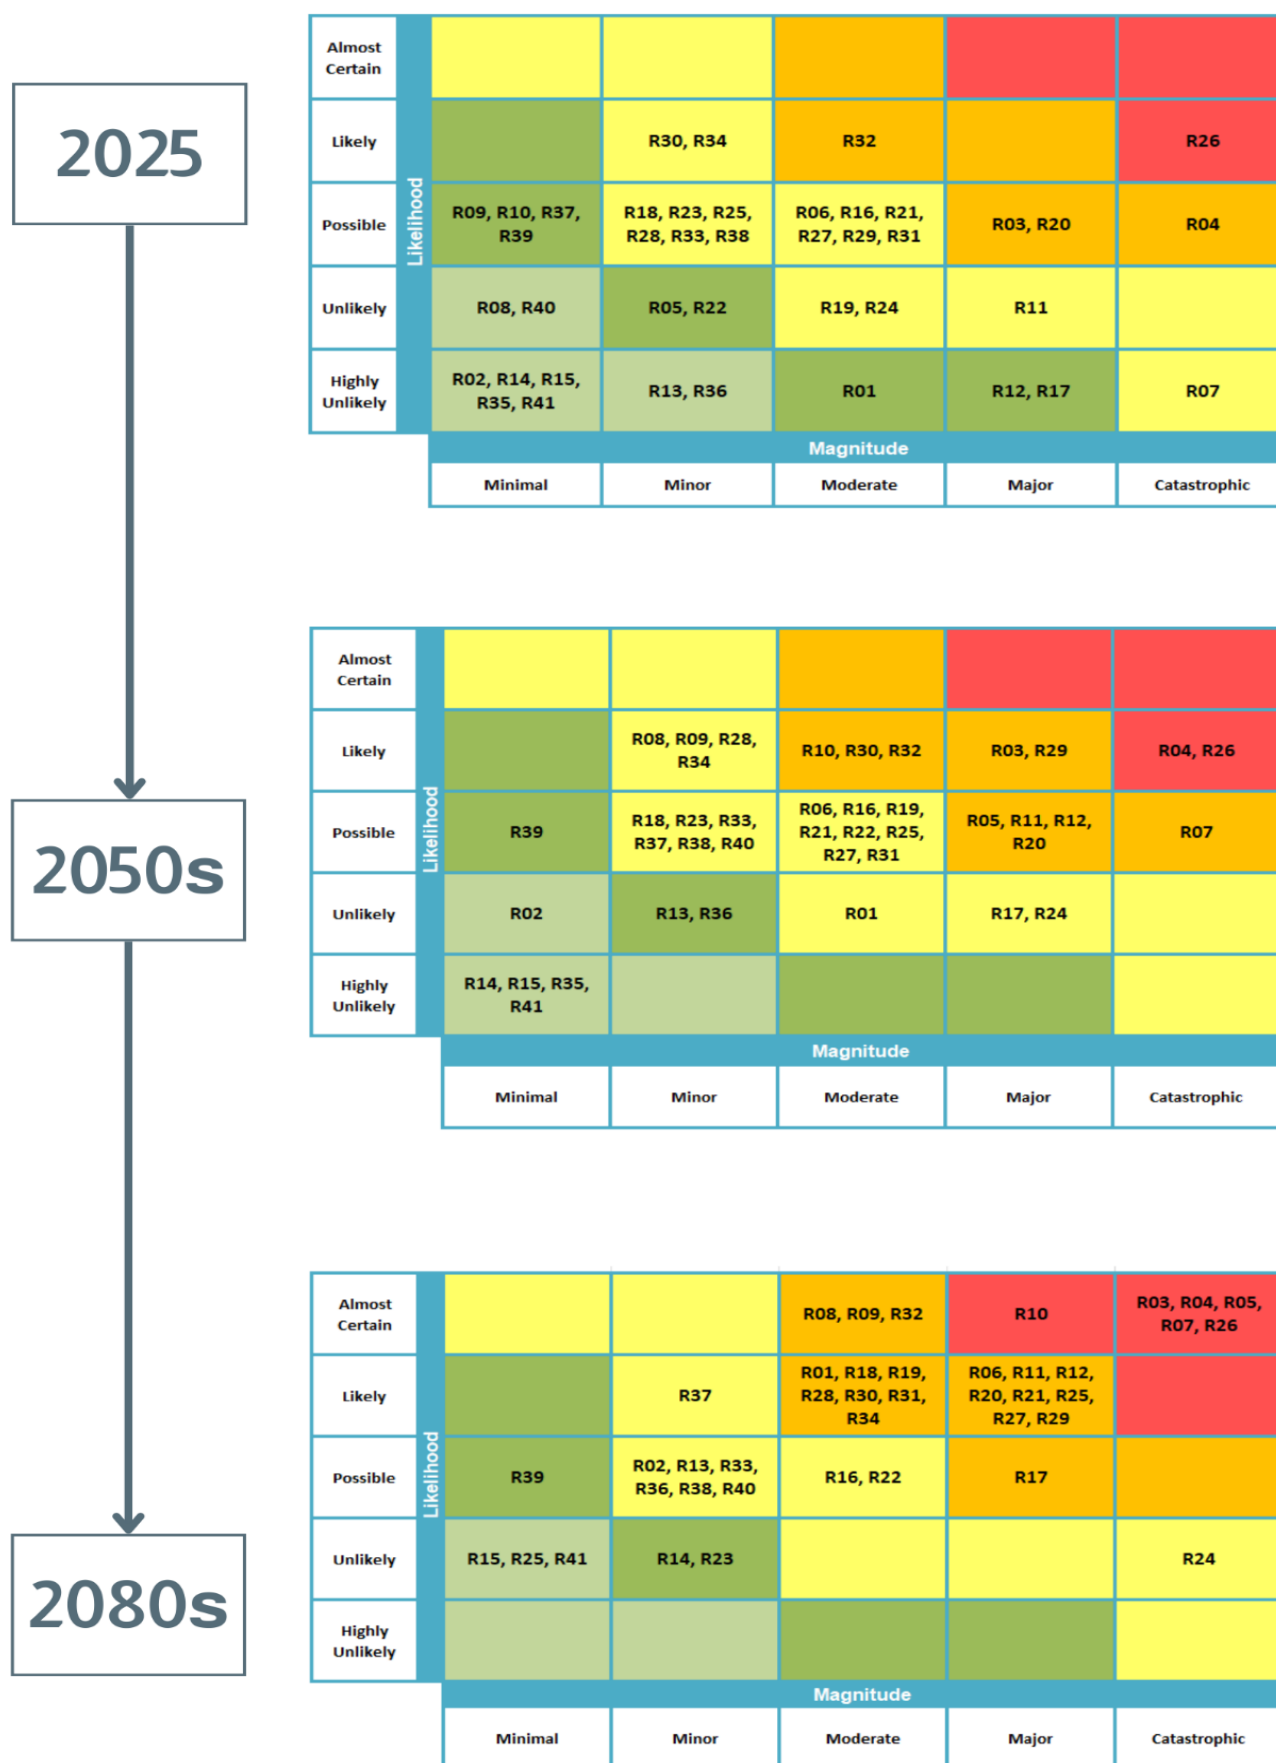 2025
Almost
Certain
Likely
R30, R34
R32
R26
Likelihood
Possible
R09, R10, R37,
R39
R18, R23, R25,
R28, R33, R38
R06, R16, R21,
R27, R29, R31
R03, R20
R04
Unlikely
R08, R40
R05, R22
R19, R24
R11
Highly
Unlikely
R02, R14, R15,
R35, R41
R13, R36
R01
R12, R17
R07
Magnitude
Minimal
Minor
Moderate
Major
Catastrophic
2050s
Almost
Certain
Likely
R08, R09, R28,
R34
R10, R30, R32
R03, R29
R04, R26
Likelihood
Possible
R39
R18, R23, R33,
R37, R38, R40
R06, R16, R19,
R21, R22, R25,
R27, R31
R05, R11, R12,
R20
R07
Unlikely
R02
R13, R36
R01
R17, R24
Highly
Unlikely
R14, R15, R35,
R41
Magnitude
Minimal
Minor
Moderate
Major
Catastrophic
2080s
Almost
Certain
R08, R09, R32
R10
R03, R04, R05,
R07, R26
Likely
R37
R01, R18, R19,
R28, R30, R31,
R34
R06, R11, R12,
R20, R21, R25,
R27, R29
Likelihood
Possible
R39
R02, R13, R33,
R36, R38, R40
R16, R22
R17
Unlikely
R15, R25, R41
R14, R23
R24
Highly
Unlikely
Magnitude
Minimal
Minor
Moderate
Major
Catastrophic